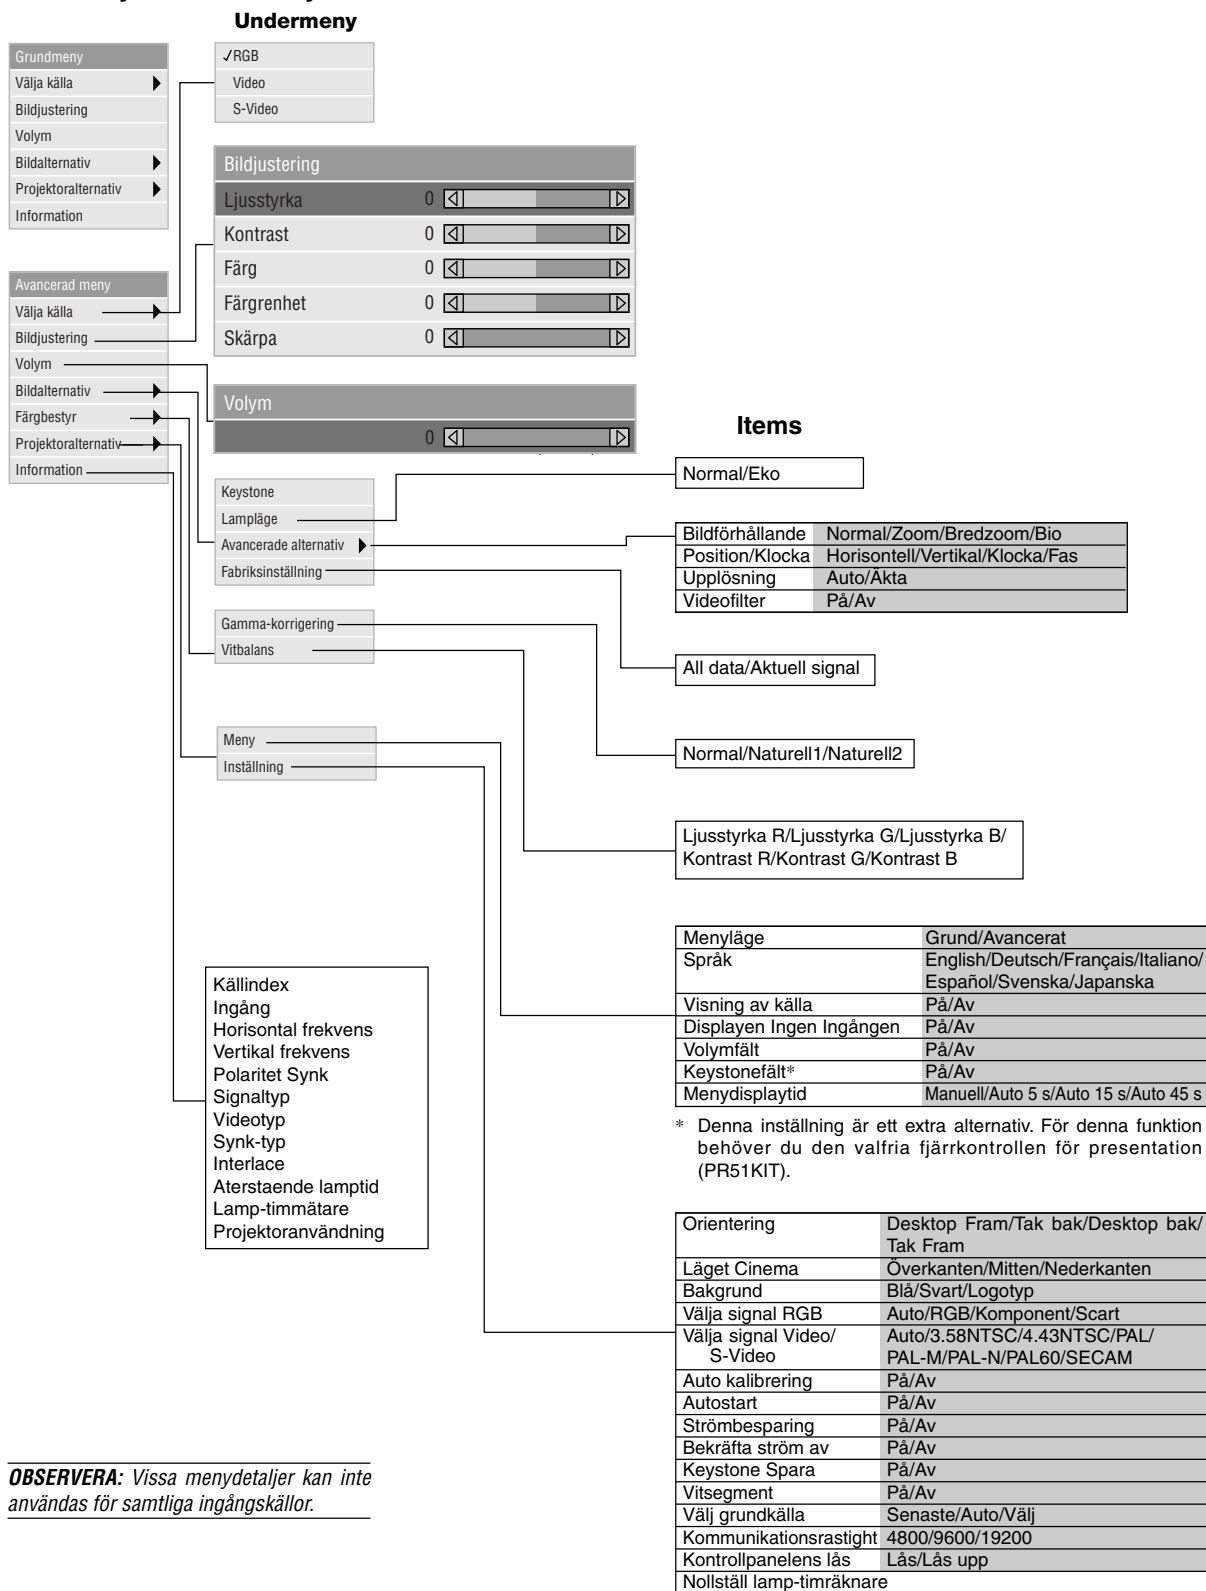 Undermeny
Grundmeny
Välja källa
Bildjustering
Volym
Bildalternativ
Projektoralternativ
Information
✓RGB
Video
S-Video
Avancerad meny
Välja källa
Bildjustering
Volym
Bildalternativ
Färgbestyr
Projektoralternativ
Information
Bildjustering
Ljusstyrka 0
Kontrast 0
Färg 0
Färgrenhet 0
Skärpa 0
Volym
0
Items
Keystone
Lampläge
Avancerade alternativ
Fabriksinställning
Normal/Eko
Bildförhållande Normal/Zoom/Bredzoom/Bio
Position/Klocka Horisontell/Vertikal/Klocka/Fas
Upplösning Auto/Äkta
Videofilter På/Av
Gamma-korrigering
Vitbalans
All data/Aktuell signal
Meny
Inställning
Normal/Naturell1/Naturell2
Ljusstyrka R/Ljusstyrka G/Ljusstyrka B/
Kontrast R/Kontrast G/Kontrast B
Källindex
Ingång
Horisontal frekvens
Vertikal frekvens
Polaritet Synk
Signaltyp
Videotyp
Synk-typ
Interlace
Aterstaende lamptid
Lamp-timmätare
Projektoranvändning
Menyläge Grund/Avancerat
Språk English/Deutsch/Français/Italiano/
Español/Svenska/Japanska
Visning av källa På/Av
Displayen Ingen Ingången På/Av
Volymfält På/Av
Keystonefält* På/Av
Menydisplaytid Manuell/Auto 5 s/Auto 15 s/Auto 45 s
* Denna inställning är ett extra alternativ. För denna funktion
behöver du den valfria fjärrkontrollen för presentation
(PR51KIT).
Orientering Desktop Fram/Tak bak/Desktop bak/
Tak Fram
Läget Cinema Överkanten/Mitten/Nederkanten
Bakgrund Blå/Svart/Logotyp
Välja signal RGB Auto/RGB/Komponent/Scart
Välja signal Video/ Auto/3.58NTSC/4.43NTSC/PAL/
S-Video PAL-M/PAL-N/PAL60/SECAM
Auto kalibrering På/Av
Autostart På/Av
Strömbesparing På/Av
Bekräfta ström av På/Av
Keystone Spara På/Av
Vitsegment På/Av
Välj grundkälla Senaste/Auto/Välj
Kommunikationsrastight 4800/9600/19200
Kontrollpanelens lås Lås/Lås upp
Nollställ lamp-timräknare
OBSERVERA: Vissa menydetaljer kan inte
användas för samtliga ingångskällor.